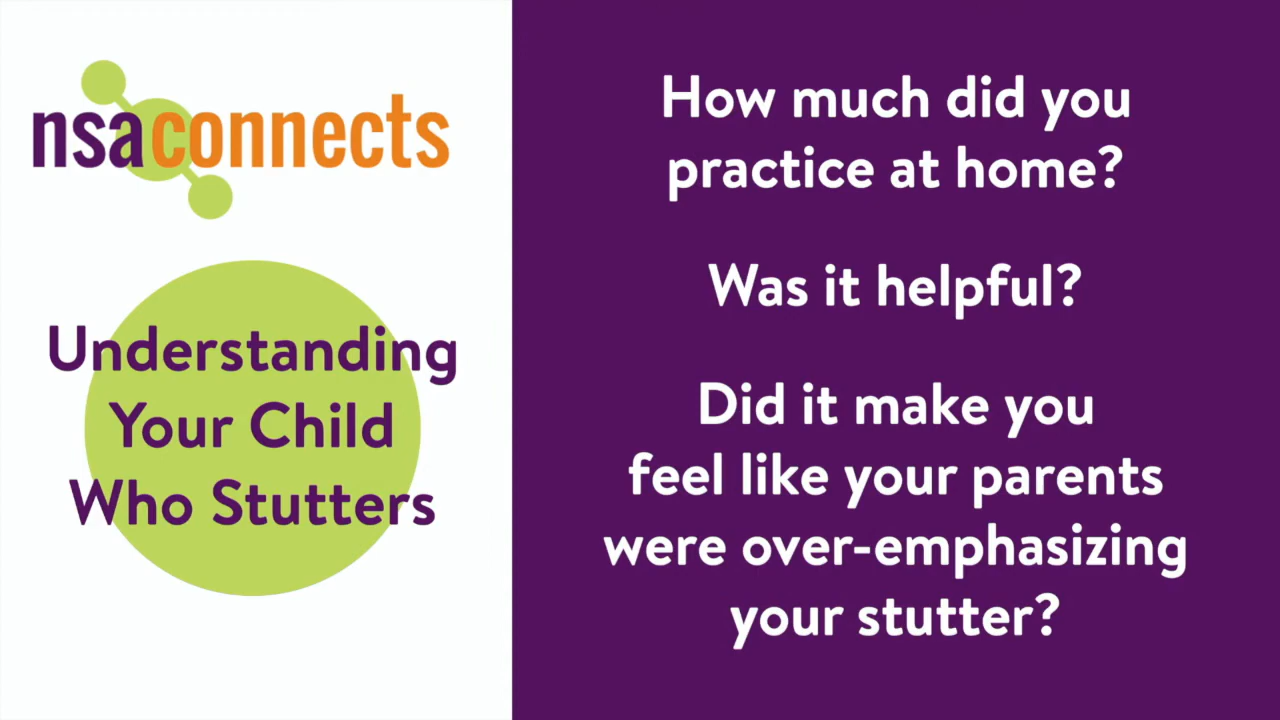 nsaconnects
Understanding
Your Child
Who Stutters
How much did you
practice at home?
Was it helpful?
Did it make you
feel like your parents
were over-emphasizing
your stutter?